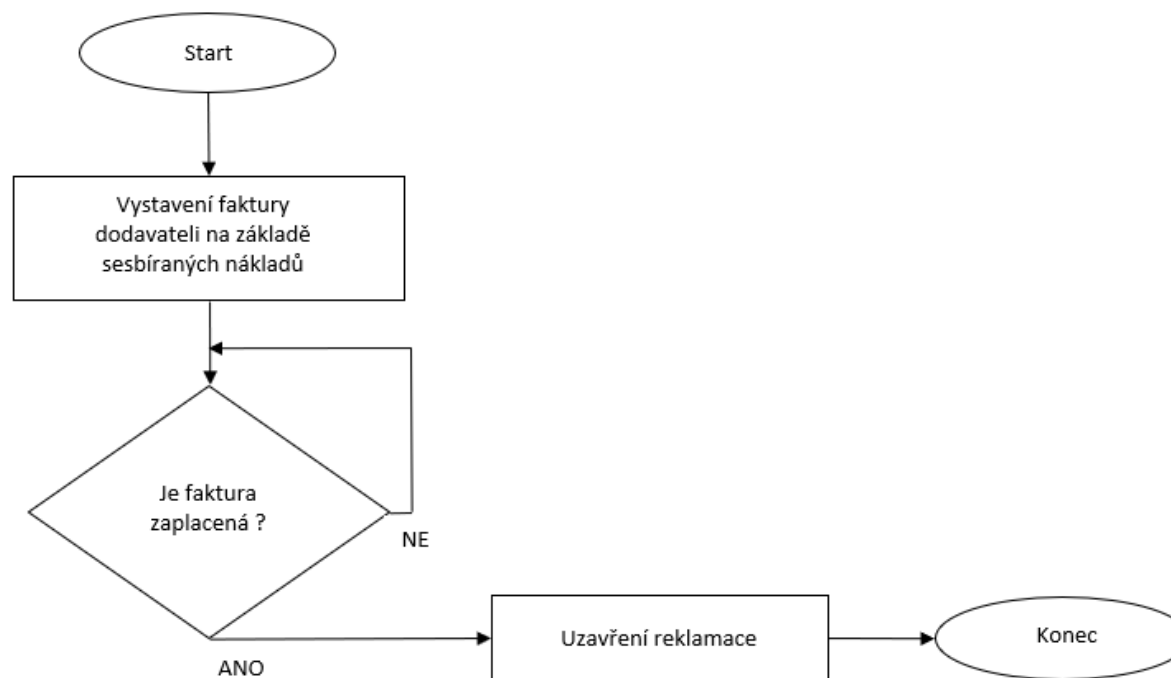 Start
Vystavení faktury
dodavateli na základě
sesbíraných nákladů
Je faktura
zaplacená ?
NE
ANO
Uzavření reklamace
Konec